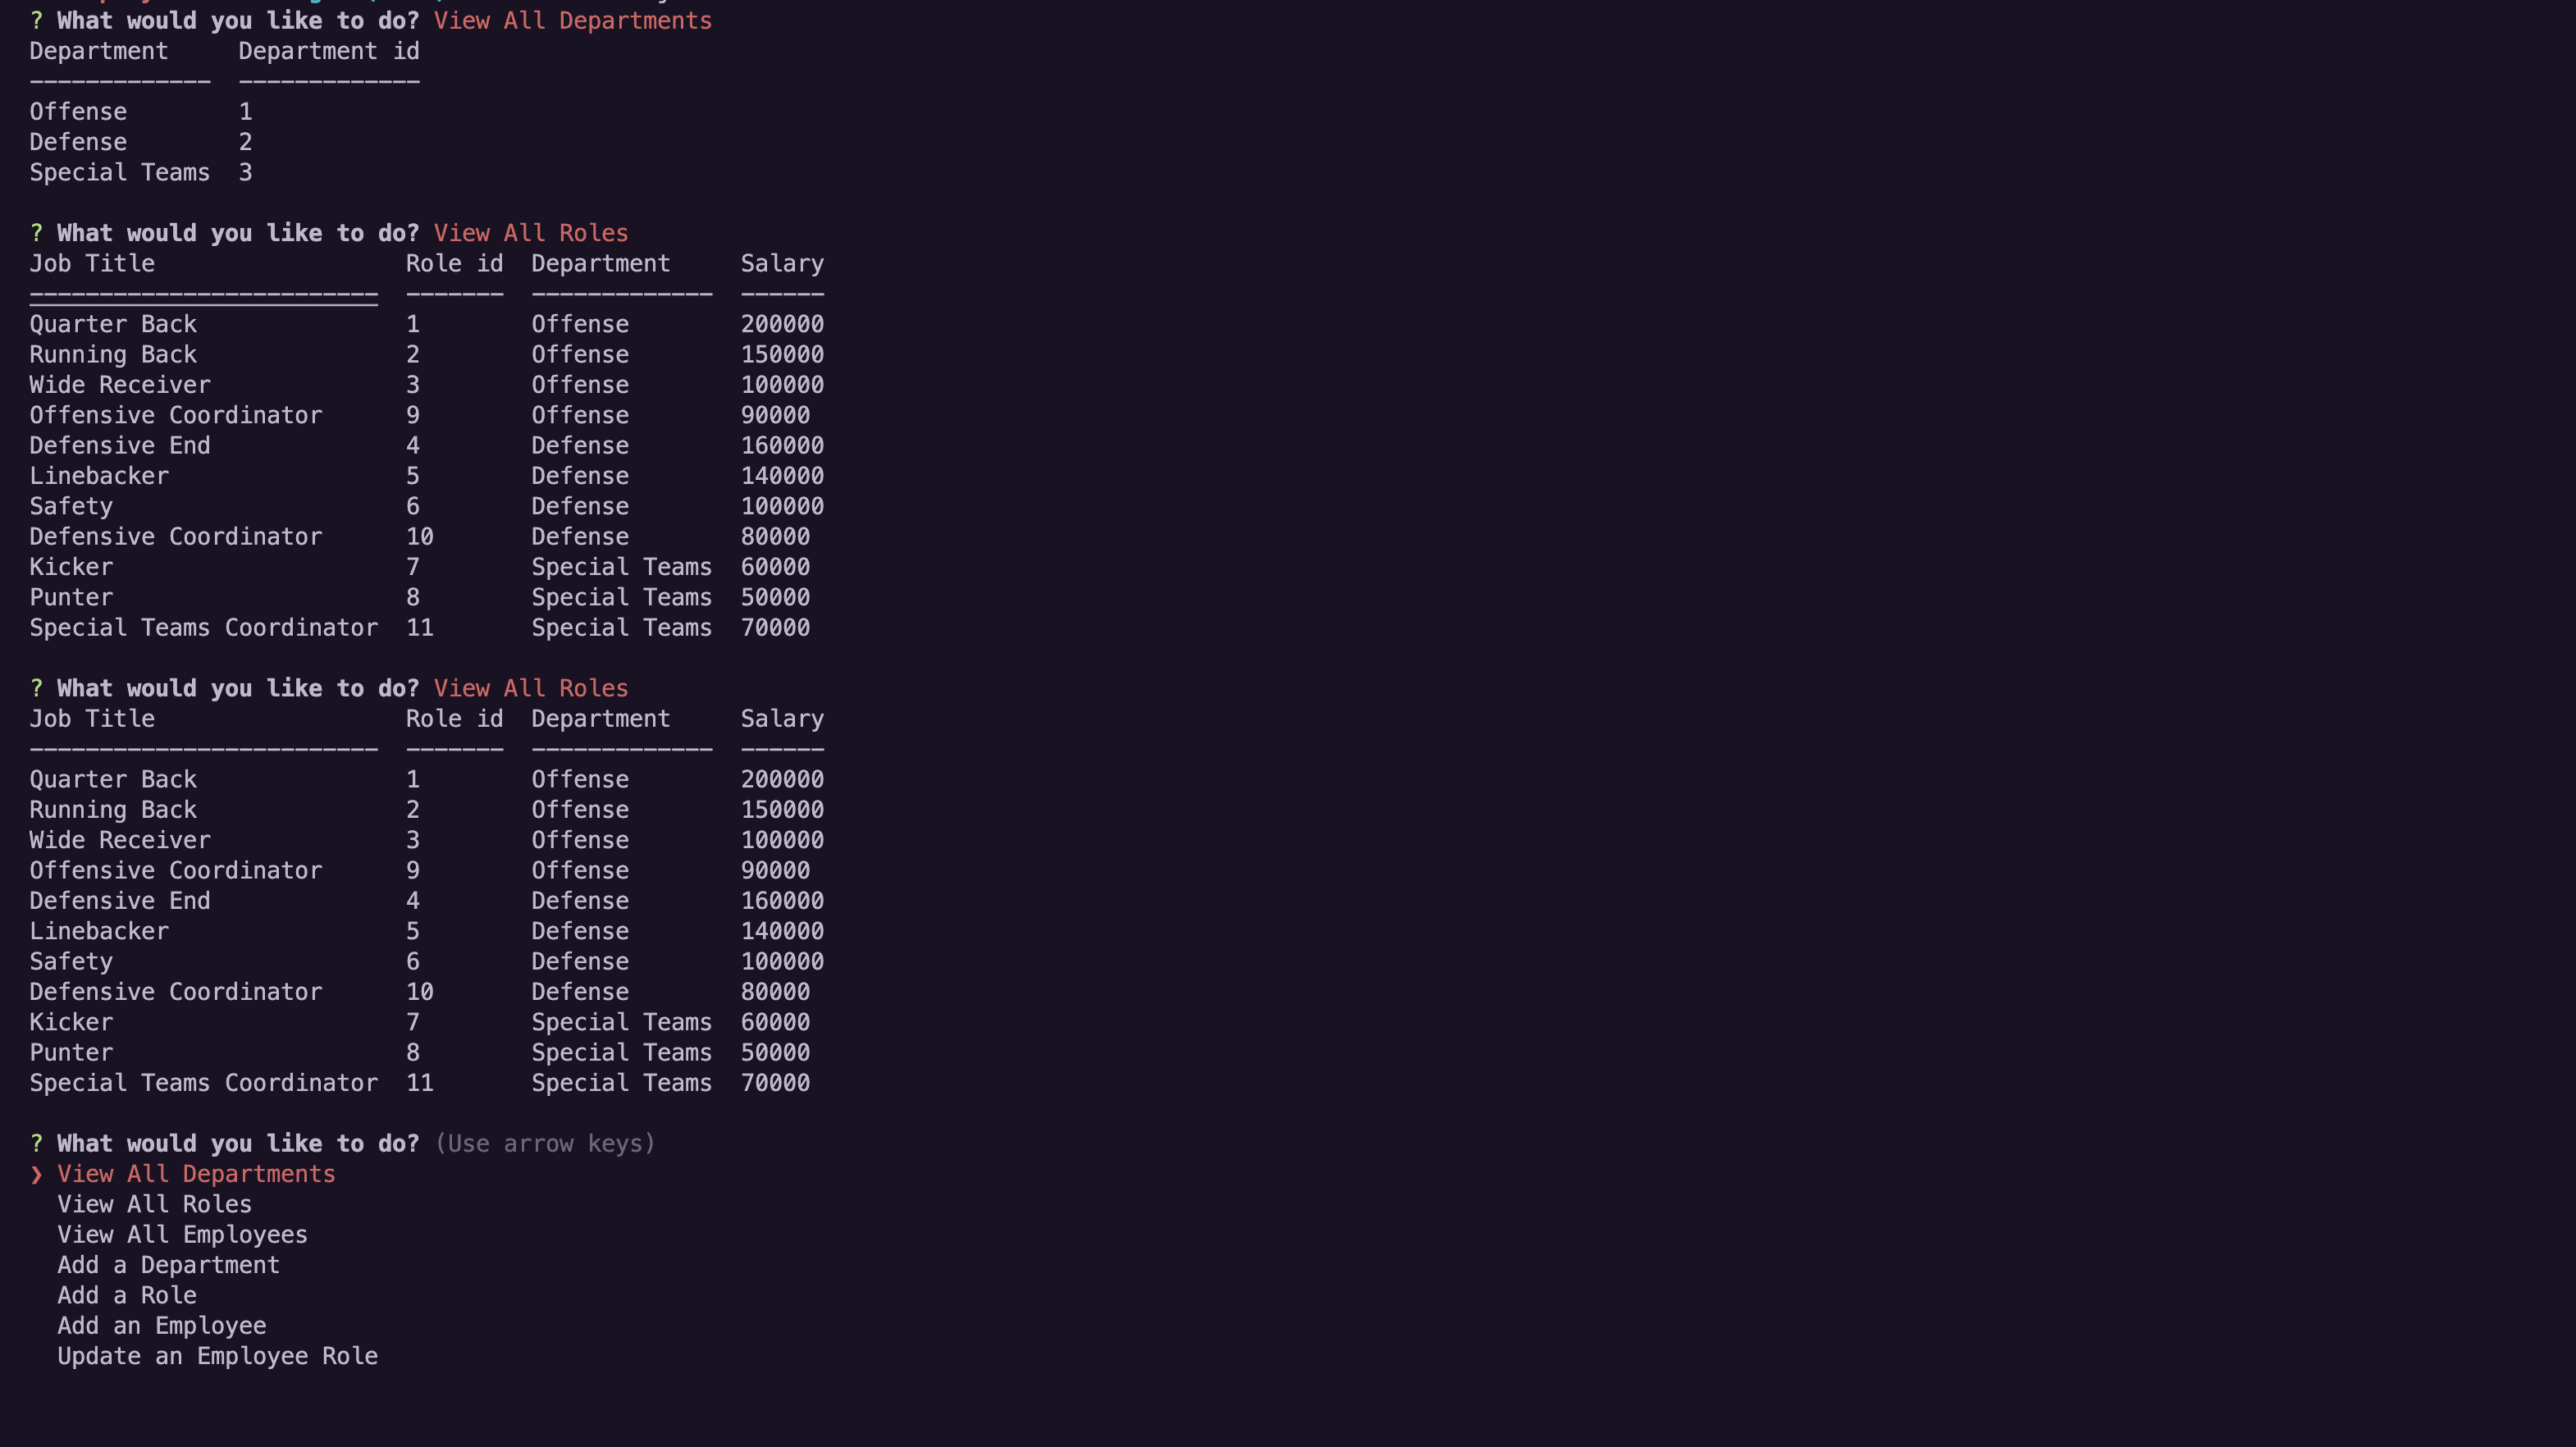 ? What would you like to do? View All Departments
Department     Department id
-------------  -------------
Offense        1
Defense        2
Special Teams  3
? What would you like to do? View All Roles
Job Title                  Role id  Department     Salary
-------------------------  -------  -------------  ------
Quarter Back               1        Offense        200000
Running Back               2        Offense        150000
Wide Receiver              3        Offense        100000
Offensive Coordinator      9        Offense        90000
Defensive End              4        Defense        160000
Linebacker                 5        Defense        140000
Safety                     6        Defense        100000
Defensive Coordinator      10       Defense        80000
Kicker                     7        Special Teams  60000
Punter                     8        Special Teams  50000
Special Teams Coordinator  11       Special Teams  70000
? What would you like to do? View All Roles
Job Title                  Role id  Department     Salary
-------------------------  -------  -------------  ------
Quarter Back               1        Offense        200000
Running Back               2        Offense        150000
Wide Receiver              3        Offense        100000
Offensive Coordinator      9        Offense        90000
Defensive End              4        Defense        160000
Linebacker                 5        Defense        140000
Safety                     6        Defense        100000
Defensive Coordinator      10       Defense        80000
Kicker                     7        Special Teams  60000
Punter                     8        Special Teams  50000
Special Teams Coordinator  11       Special Teams  70000
? What would you like to do? (Use arrow keys)
❯ View All Departments
View All Roles
View All Employees
Add a Department
Add a Role
Add an Employee
Update an Employee Role